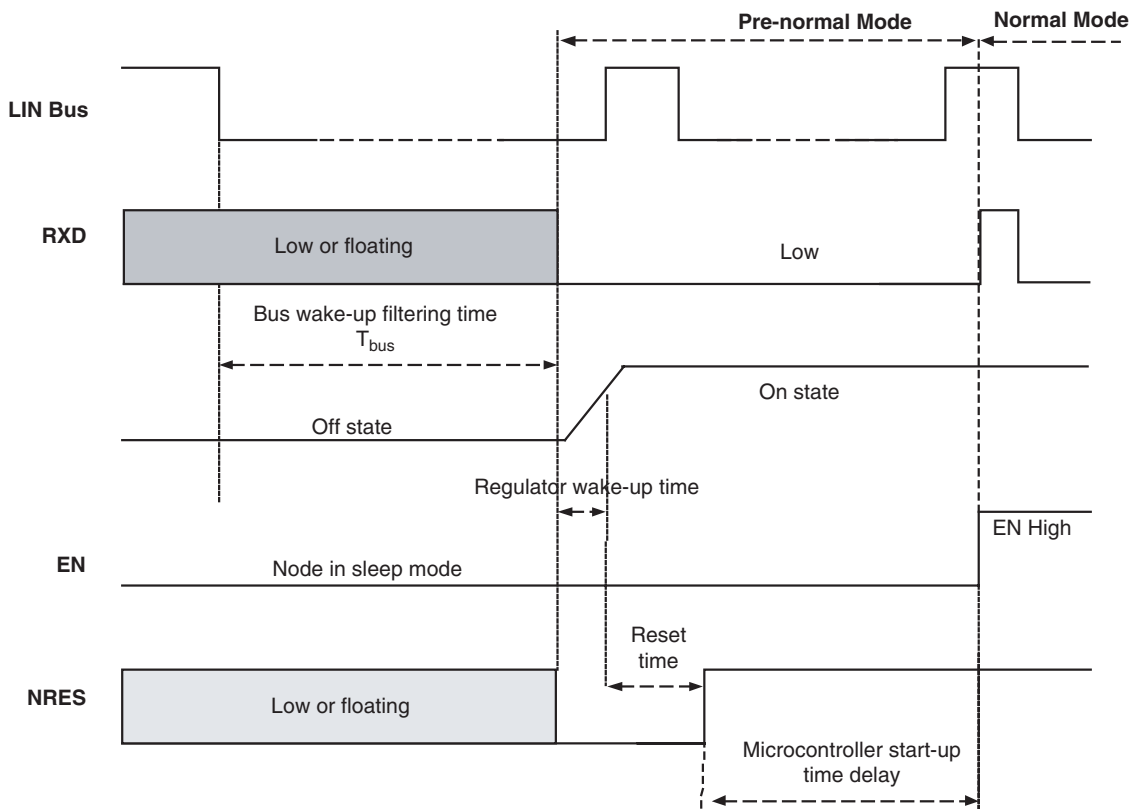 Pre-normal Mode
Normal Mode
LIN Bus
RXD
Low or floating
Low
Bus wake-up filtering time
Tbus
Off state
On state
Regulator wake-up time
EN
Node in sleep mode
EN High
Reset
time
NRES
Low or floating
Microcontroller start-up
time delay